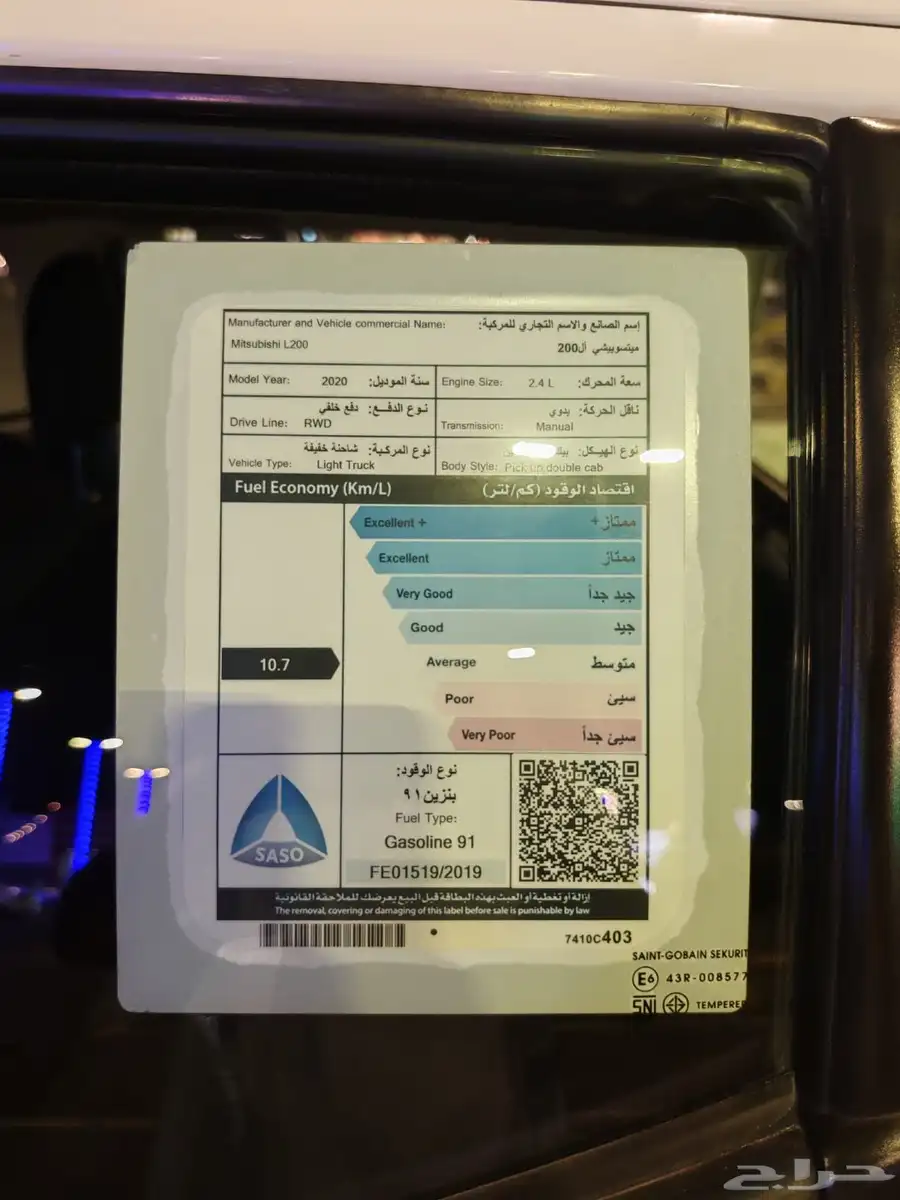 Manufacturer and Vehicle commercial Name: إسم الصانع والاسم التجاري للمركبة:
Mitsubishi L200 ميتسوبيشي أل200
Model Year: 2020 سنة الموديل: Engine Size: 2.4 L سعة المحرك:
نوع الدفع: دفع خلفي
Drive Line: RWD
ناقل الحركة: يدوي
Transmission: Manual
نوع المركبة: شاحنة خفيفة
Vehicle Type: Light Truck
نوع الهيكل:
Body Style: Pick up double cab
Fuel Economy (Km/L) اقتصاد الوقود (كم/لتر)
Excellent + ممتاز +
Excellent ممتاز
Very Good جيد جداً
Good جيد
10.7 Average متوسط
Poor سيئ
Very Poor سيئ جداً
نوع الوقود:
بنزين ٩١
Fuel Type:
Gasoline 91
SASO
FE01519/2019
إزالة أو تغطية أو العبث بهذه البطاقة قبل البيع يعرضك للملاحقة القانونية
The removal, covering or damaging of this label before sale is punishable by law
7410C403
SAINT-GOBAIN SEKURIT
E6 43R-008577
SNI TEMPERED
حراج